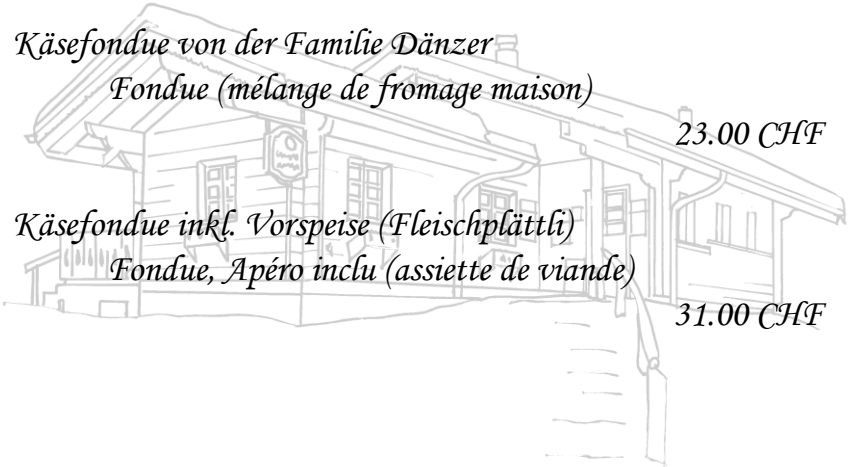 Käsefondue von der Familie Dänzer
Fondue (mélange de fromage maison)
23.00 CHF
Käsefondue inkl. Vorspeise (Fleischplättli)
Fondue, Apéro inclu (assiette de viande)
31.00 CHF